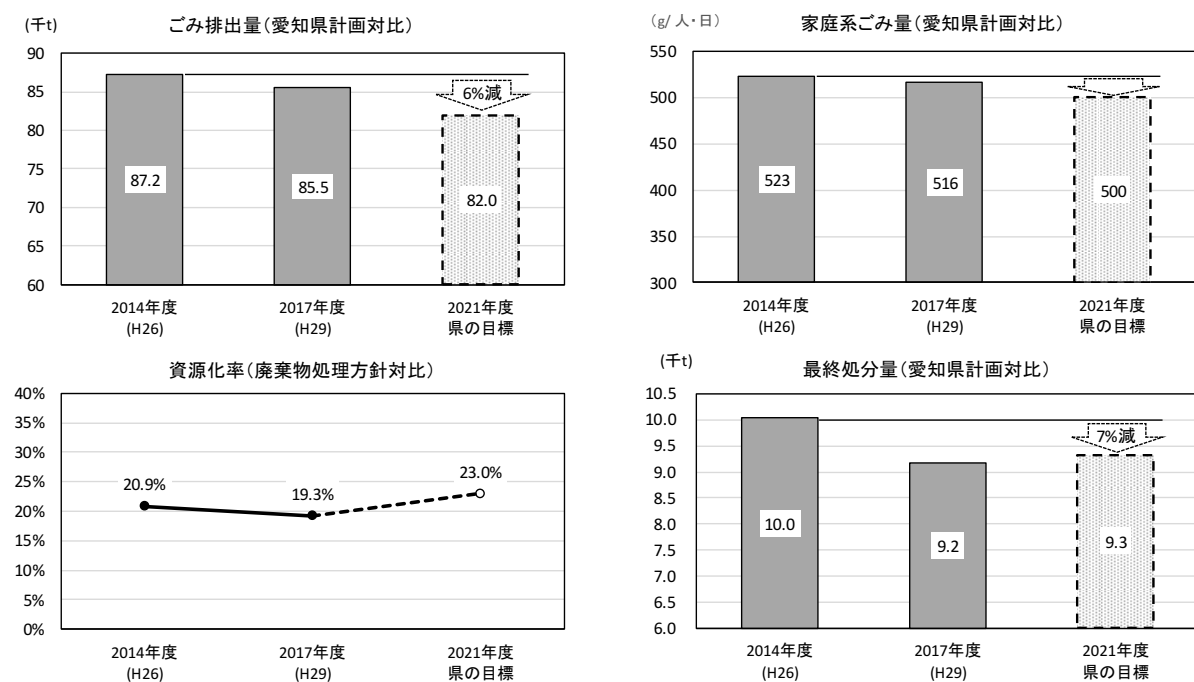 ごみ排出量(愛知県計画対比)
(千t)
90
85
80
75
70
65
60
6%減
87.2
85.5
82.0
2014年度
(H26)
2017年度
(H29)
2021年度
県の目標
家庭系ごみ量(愛知県計画対比)
(g/ 人・日)
550
500
450
400
350
300
523
516
500
2014年度
(H26)
2017年度
(H29)
2021年度
県の目標
資源化率(廃棄物処理方針対比)
40%
35%
30%
25%
20%
15%
10%
5%
0%
20.9%
19.3%
23.0%
2014年度
(H26)
2017年度
(H29)
2021年度
県の目標
最終処分量(愛知県計画対比)
(千t)
10.5
10.0
9.5
9.0
8.5
8.0
7.5
7.0
6.5
6.0
7%減
10.0
9.2
9.3
2014年度
(H26)
2017年度
(H29)
2021年度
県の目標